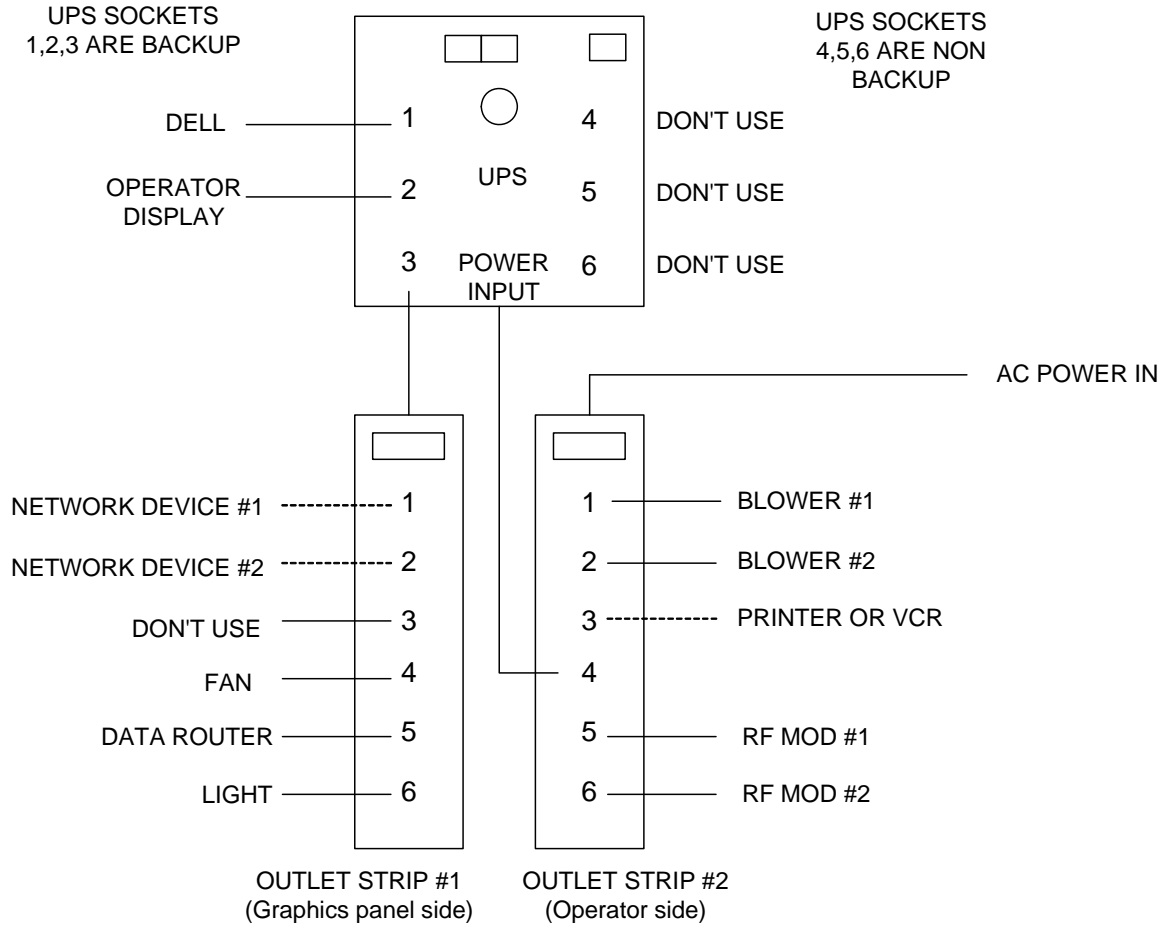 UPS SOCKETS
1,2,3 ARE BACKUP
UPS SOCKETS
4,5,6 ARE NON
BACKUP
DELL
1
4
DON'T USE
OPERATOR
DISPLAY
2
UPS
5
DON'T USE
3
POWER
INPUT
6
DON'T USE
AC POWER IN
NETWORK DEVICE #1
1
1
BLOWER #1
NETWORK DEVICE #2
2
2
BLOWER #2
DON'T USE
3
3
PRINTER OR VCR
FAN
4
4
DATA ROUTER
5
5
RF MOD #1
LIGHT
6
6
RF MOD #2
OUTLET STRIP #1
(Graphics panel side)
OUTLET STRIP #2
(Operator side)